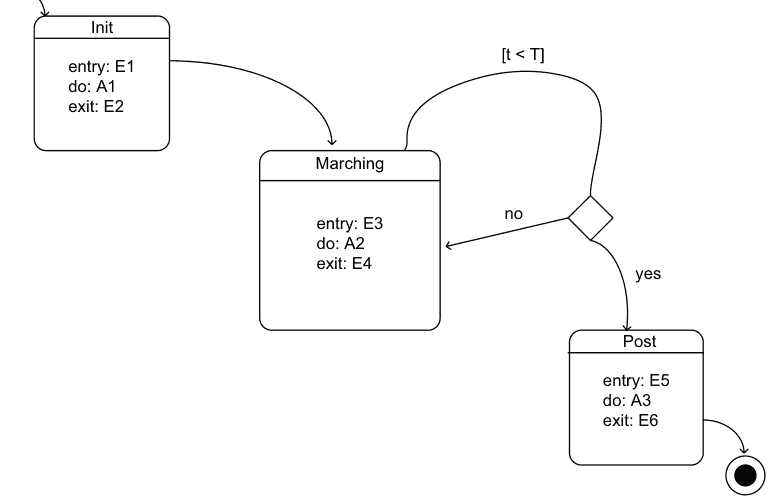 Init
entry: E1
do: A1
exit: E2
[t < T]
Marching
entry: E3
do: A2
exit: E4
no
yes
Post
entry: E5
do: A3
exit: E6